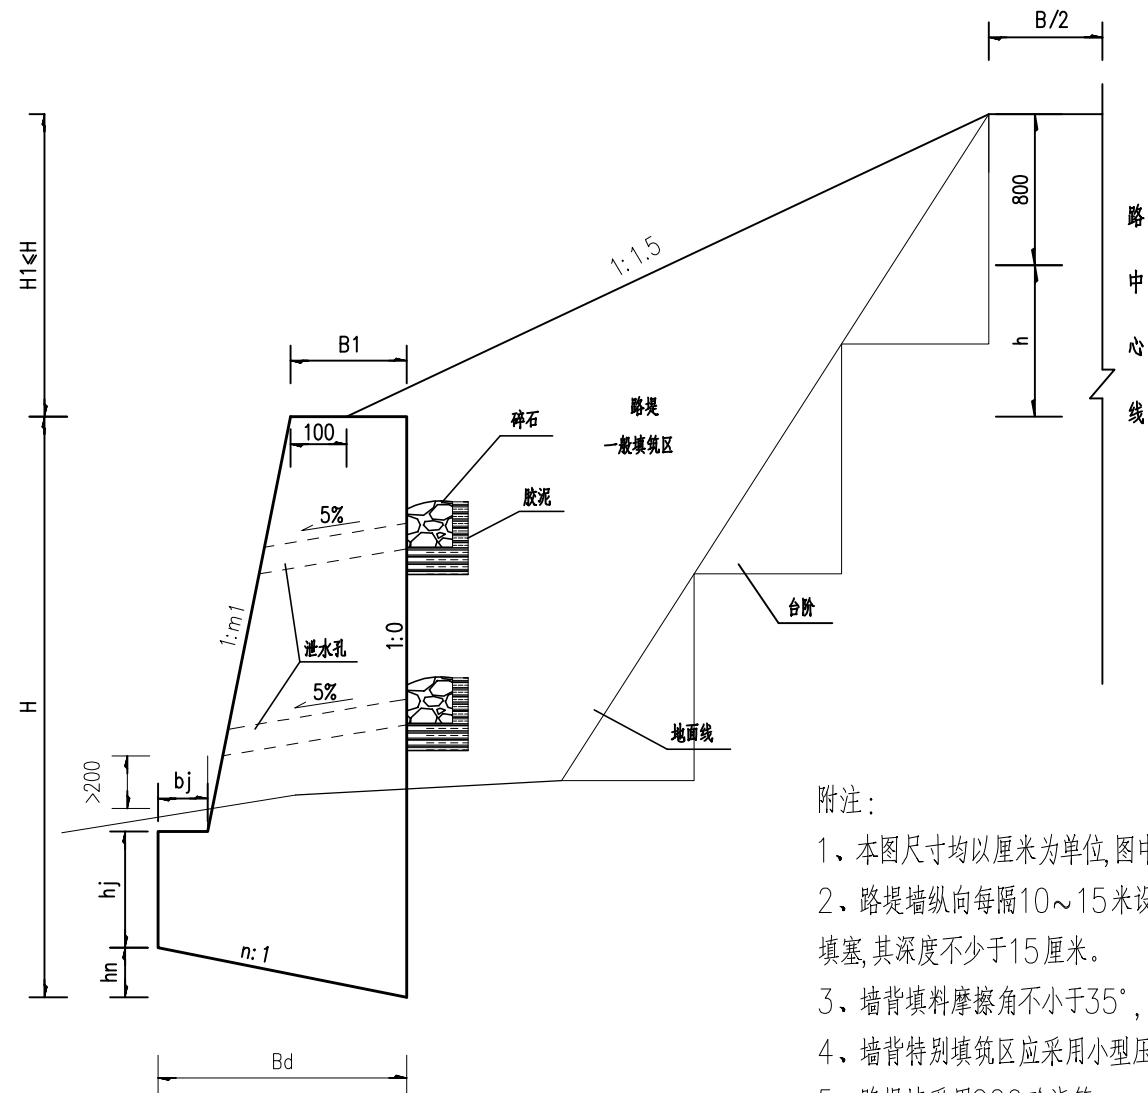 B/2
800
h
路中心线
H1≤H
1:1.5
B1
100
碎石
路堤
一般填筑区
胶泥
5%
1:m1
泄水孔
1:0
台阶
5%
地面线
H
>200
bj
hj
hn
n:1
Bd
附注:
1、本图尺寸均以厘米为单位,图中
2、路堤墙纵向每隔10~15米设
填塞,其深度不少于15厘米。
3、墙背填料摩擦角不小于35°,
4、墙背特别填筑区应采用小型压